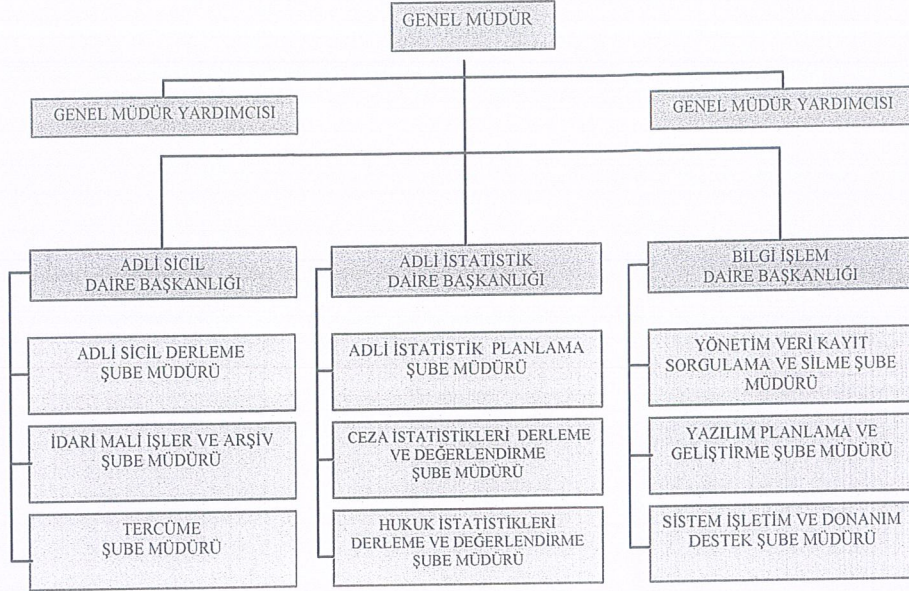 GENEL MÜDÜR
GENEL MÜDÜR YARDIMCISI
GENEL MÜDÜR YARDIMCISI
ADLİ SİCİL
DAİRE BAŞKANLIĞI
ADLİ SİCİL DERLEME
ŞUBE MÜDÜRÜ
İDARİ MALİ İŞLER VE ARŞİV
ŞUBE MÜDÜRÜ
TERCÜME
ŞUBE MÜDÜRÜ
ADLİ İSTATİSTİK
DAİRE BAŞKANLIĞI
ADLİ İSTATİSTİK PLANLAMA
ŞUBE MÜDÜRÜ
CEZA İSTATİSTİKLERİ DERLEME
VE DEĞERLENDİRME
ŞUBE MÜDÜRÜ
HUKUK İSTATİSTİKLERİ
DERLEME VE DEĞERLENDİRME
ŞUBE MÜDÜRÜ
BİLGİ İŞLEM
DAİRE BAŞKANLIĞI
YÖNETİM VERİ KAYIT
SORGULAMA VE SİLME ŞUBE
MÜDÜRÜ
YAZILIM PLANLAMA VE
GELİŞTİRME ŞUBE MÜDÜRÜ
SİSTEM İŞLETİM VE DONANIM
DESTEK ŞUBE MÜDÜRÜ